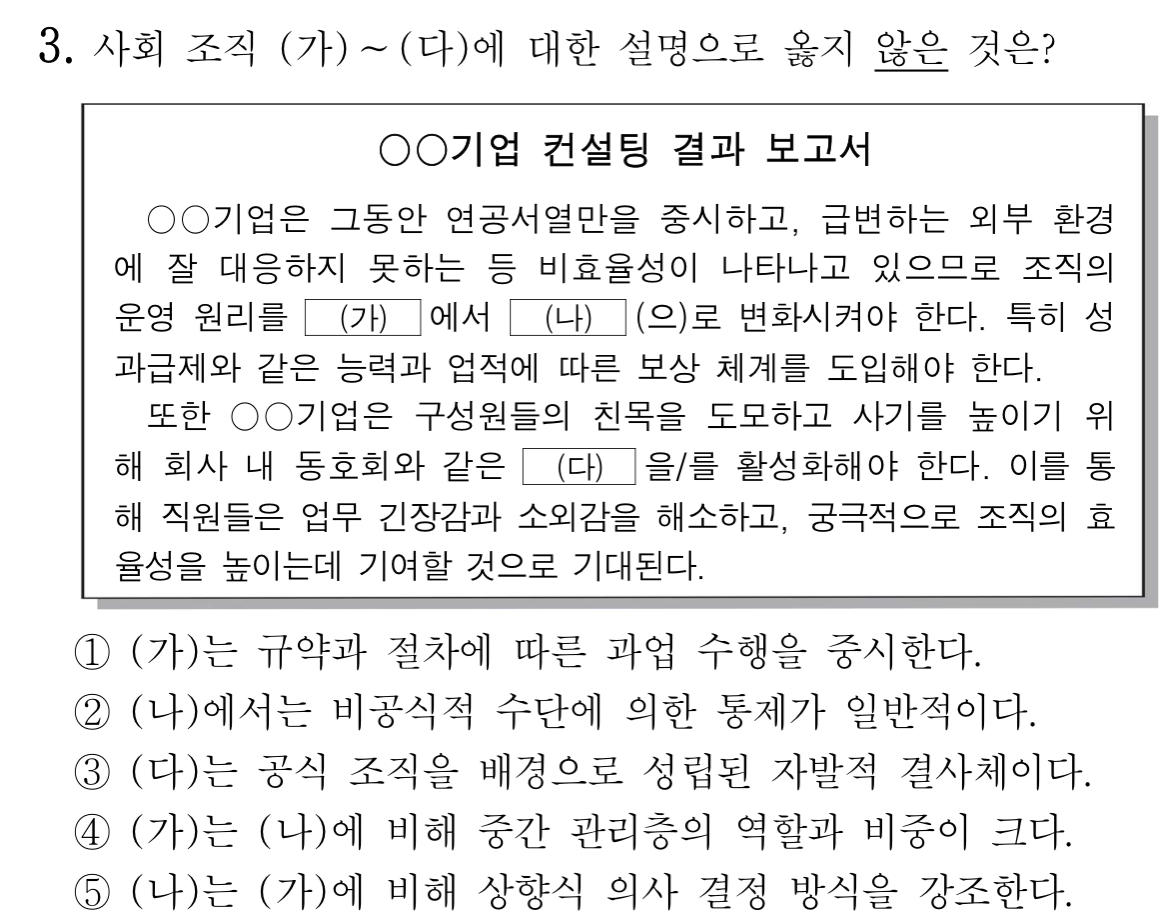 3. 사회 조직 (가)~(다)에 대한 설명으로 옳지 않은 것은?
○○기업 컨설팅 결과 보고서
○○기업은 그동안 연공서열만을 중시하고, 급변하는 외부 환경
에 잘 대응하지 못하는 등 비효율성이 나타나고 있으므로 조직의
운영 원리를 (가) 에서 (나) (으)로 변화시켜야 한다. 특히 성
과급제와 같은 능력과 업적에 따른 보상 체계를 도입해야 한다.
또한 ○○기업은 구성원들의 친목을 도모하고 사기를 높이기 위
해 회사 내 동호회와 같은 (다) 을/를 활성화해야 한다. 이를 통
해 직원들은 업무 긴장감과 소외감을 해소하고, 궁극적으로 조직의 효
율성을 높이는데 기여할 것으로 기대된다.
① (가)는 규약과 절차에 따른 과업 수행을 중시한다.
② (나)에서는 비공식적 수단에 의한 통제가 일반적이다.
③ (다)는 공식 조직을 배경으로 성립된 자발적 결사체이다.
④ (가)는 (나)에 비해 중간 관리층의 역할과 비중이 크다.
⑤ (나)는 (가)에 비해 상향식 의사 결정 방식을 강조한다.